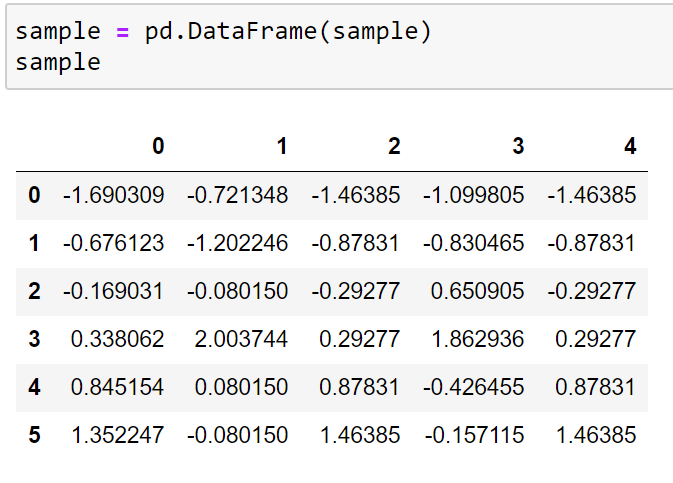 sample = pd.DataFrame(sample)
sample
0 1 2 3 4
0 -1.690309 -0.721348 -1.46385 -1.099805 -1.46385
1 -0.676123 -1.202246 -0.87831 -0.830465 -0.87831
2 -0.169031 -0.080150 -0.29277 0.650905 -0.29277
3 0.338062 2.003744 0.29277 1.862936 0.29277
4 0.845154 0.080150 0.87831 -0.426455 0.87831
5 1.352247 -0.080150 1.46385 -0.157115 1.46385